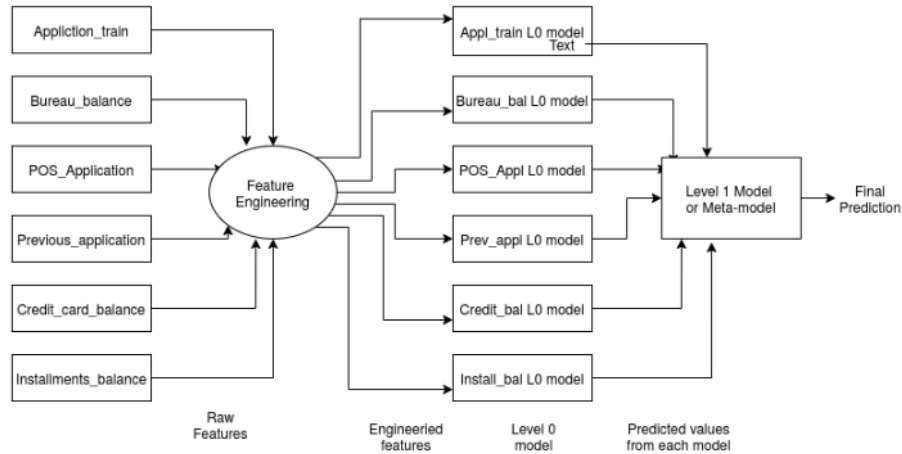 Appliction_train
Bureau_balance
POS_Application
Previous_application
Credit_card_balance
Installments_balance
Feature
Engineering
Appl_train L0 model
Text
Bureau_bal L0 model
POS_Appl L0 model
Prev_appl L0 model
Credit_bal L0 model
Install_bal L0 model
Level 1 Model
or Meta-model
Final
Prediction
Raw
Features
Engineeried
features
Level 0
model
Predicted values
from each model